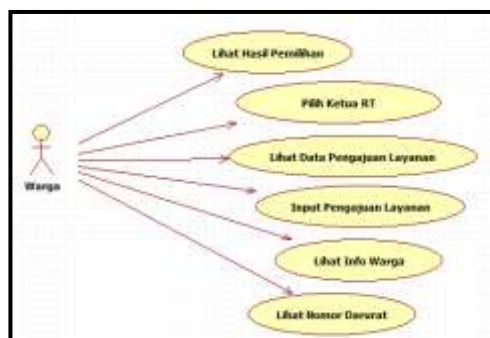 Lihat Hasil Pemilihan
Pilih Ketua RT
Lihat Data Pengajuan Layanan
Warga
Input Pengajuan Layanan
Lihat Info Warga
Lihat Nomor Darurat